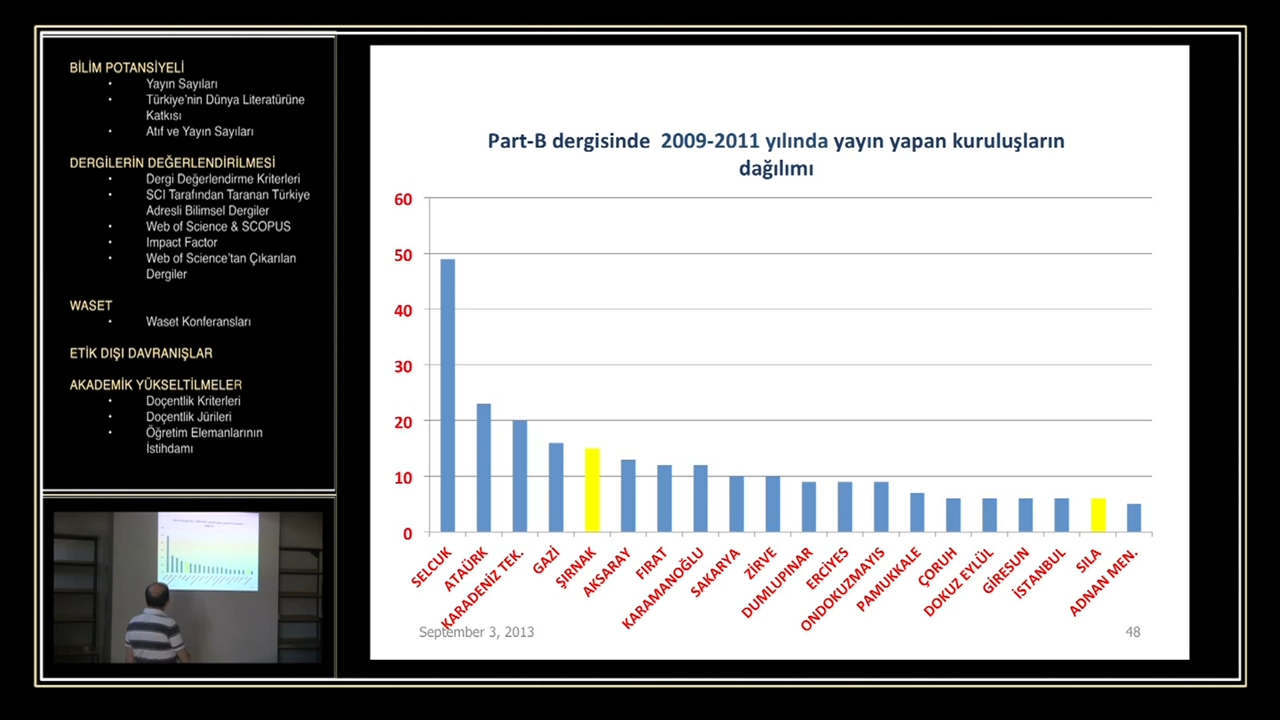 BİLİM POTANSİYELİ
• Yayın Sayıları
• Türkiye'nin Dünya Literatürüne
Katkısı
• Atıf ve Yayın Sayıları
DERGİLERİN DEĞERLENDİRİLMESİ
• Dergi Değerlendirme Kriterleri
• SCI Tarafından Taranan Türkiye
Adresli Bilimsel Dergiler
• Web of Science & SCOPUS
• Impact Factor
• Web of Science'tan Çıkarılan
Dergiler
WASET
• Waset Konferansları
ETİK DIŞI DAVRANIŞLAR
AKADEMİK YÜKSELTİLMELER
• Doçentlik Kriterleri
• Doçentlik Jürileri
• Öğretim Elemanlarının
İstihdamı
Part-B dergisinde 2009-2011 yılında yayın yapan kuruluşların
dağılımı
60
50
40
30
20
10
0
SELCUK
ATAÜRK
KARADENİZ TEK.
GAZİ
ŞIRNAK
AKSARAY
FIRAT
KARAMANOĞLU
SAKARYA
ZİRVE
DUMLUPINAR
ERCİYES
ONDOKUZMAYIS
PAMUKKALE
ÇORUH
DOKUZ EYLÜL
GİRESUN
İSTANBUL
SILA
ADNAN MEN.
September 3, 2013
48